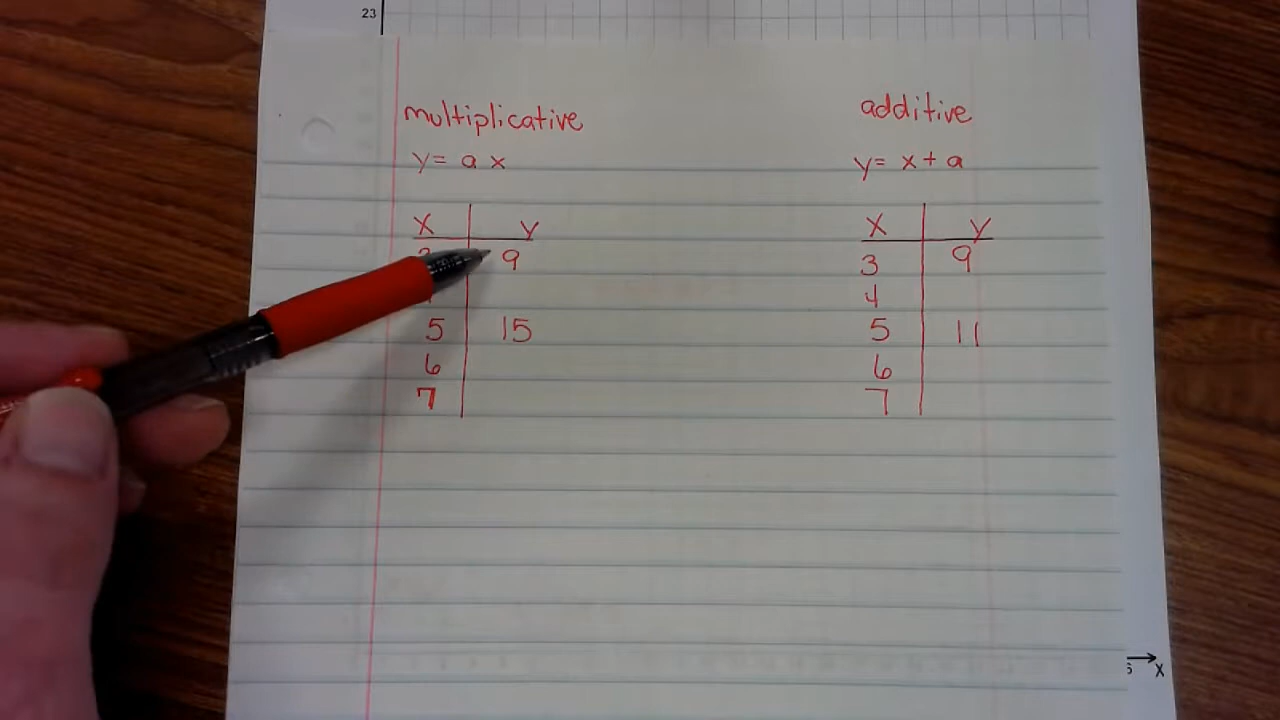 23
multiplicative
y= a x
X Y
9
5 15
6
7
additive
y= x + a
X Y
3 9
4
5 11
6
7
X